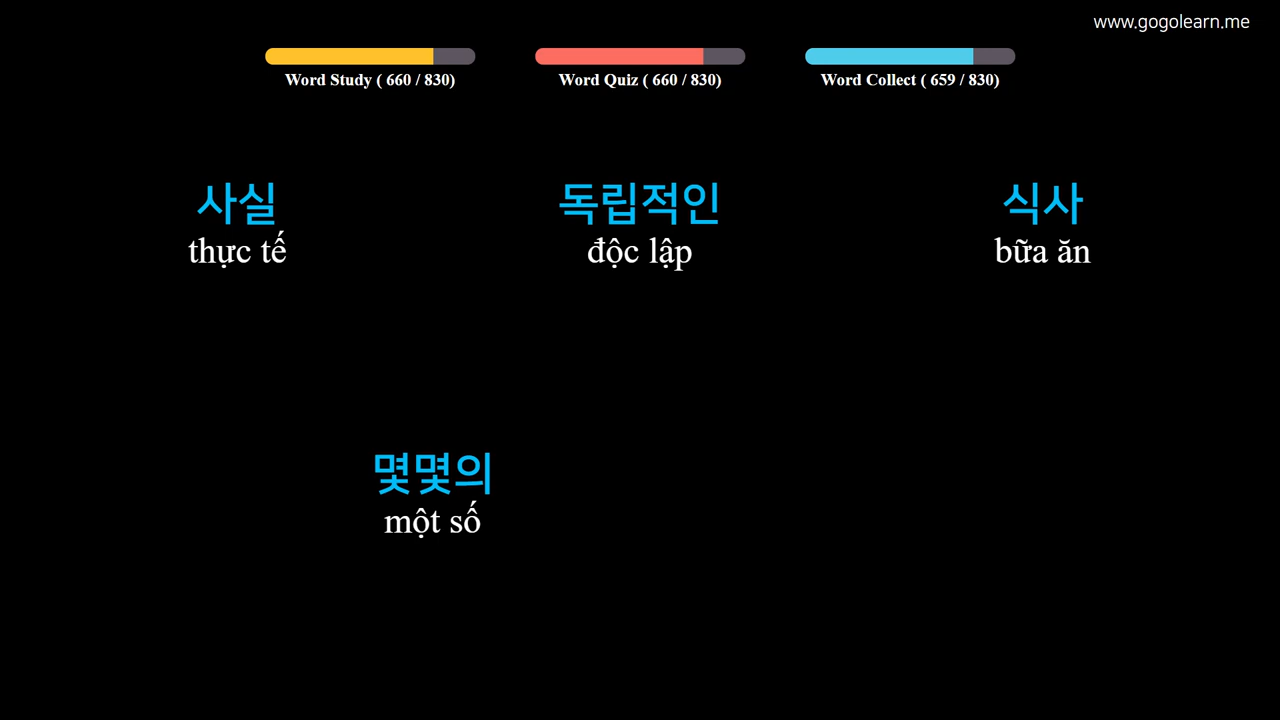 www.gogolearn.me
Word Study ( 660 / 830)
Word Quiz ( 660 / 830)
Word Collect ( 659 / 830)
사실
thực tế
독립적인
độc lập
식사
bữa ăn
몇몇의
một số